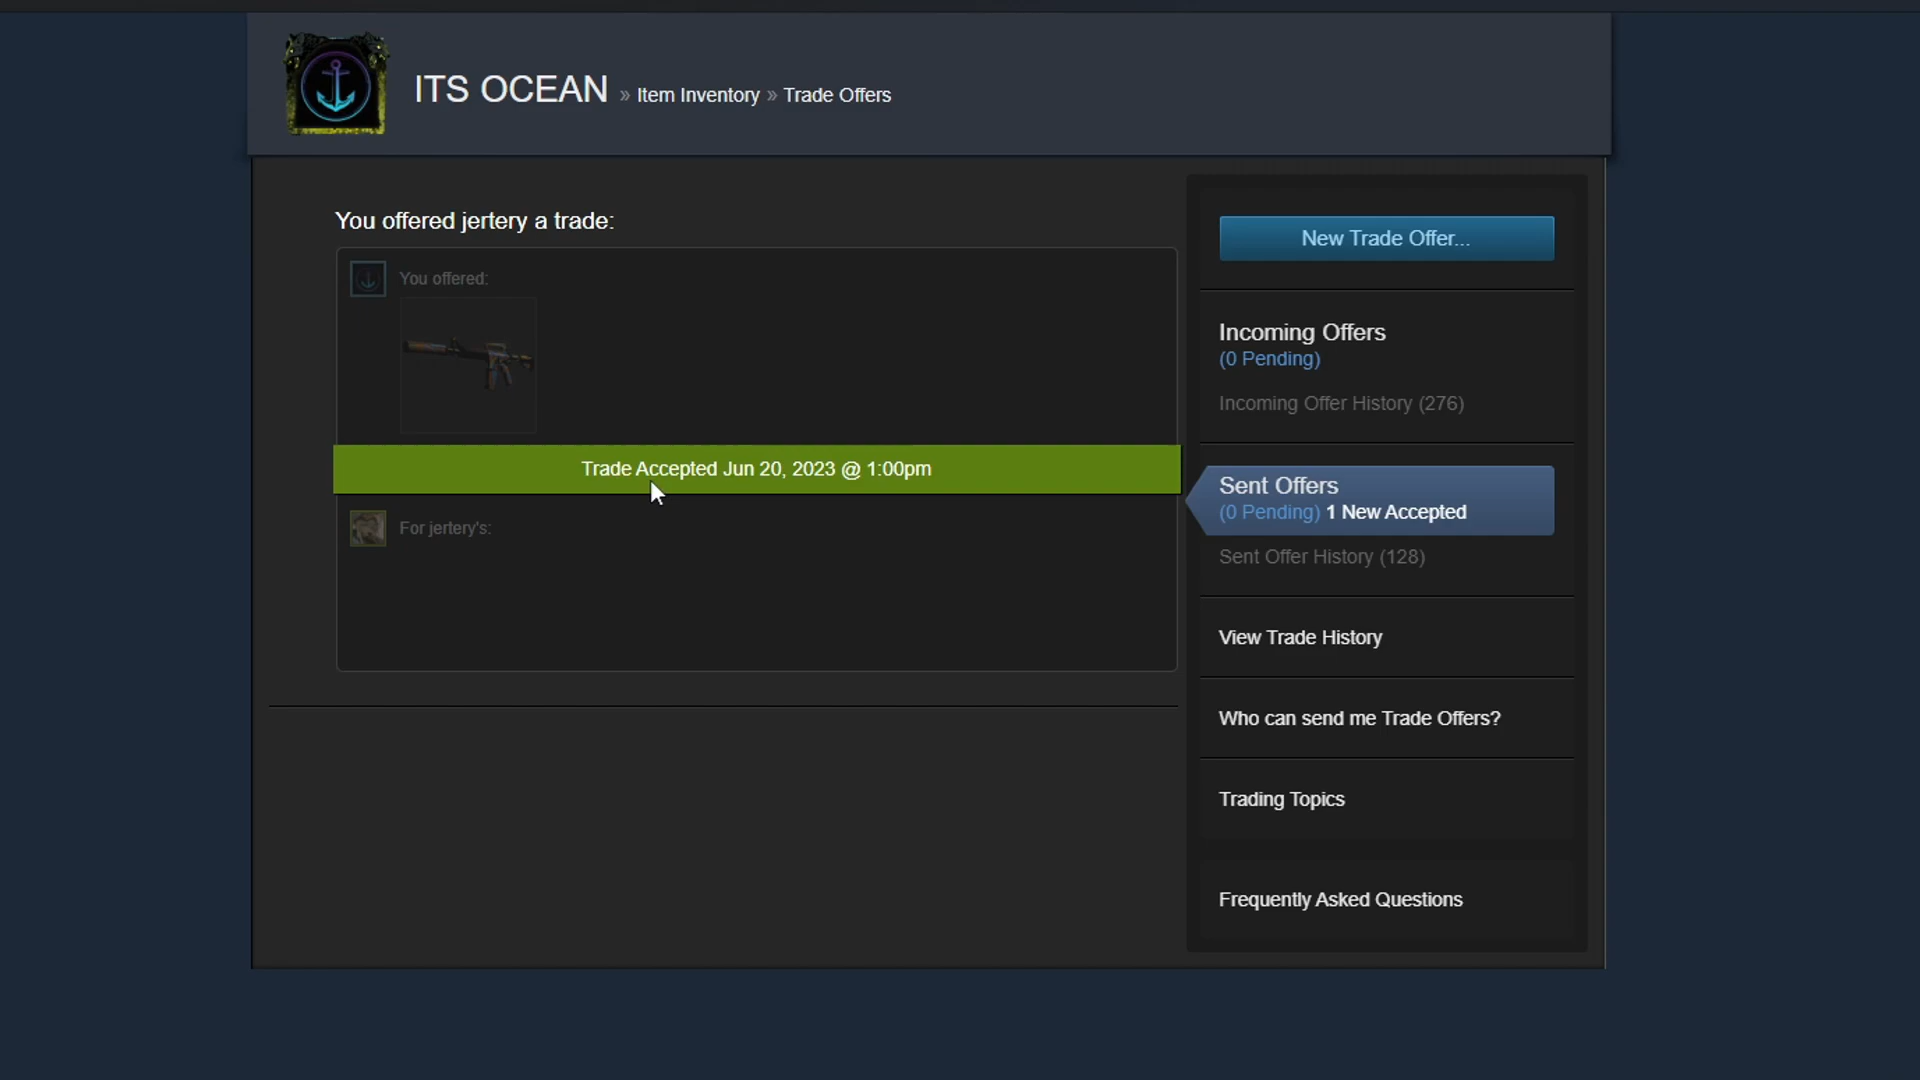 ITS OCEAN » Item Inventory » Trade Offers
You offered jertery a trade:
You offered:
Trade Accepted Jun 20, 2023 @ 1:00pm
For jertery's:
New Trade Offer...
Incoming Offers
(0 Pending)
Incoming Offer History (276)
Sent Offers
(0 Pending) 1 New Accepted
Sent Offer History (128)
View Trade History
Who can send me Trade Offers?
Trading Topics
Frequently Asked Questions